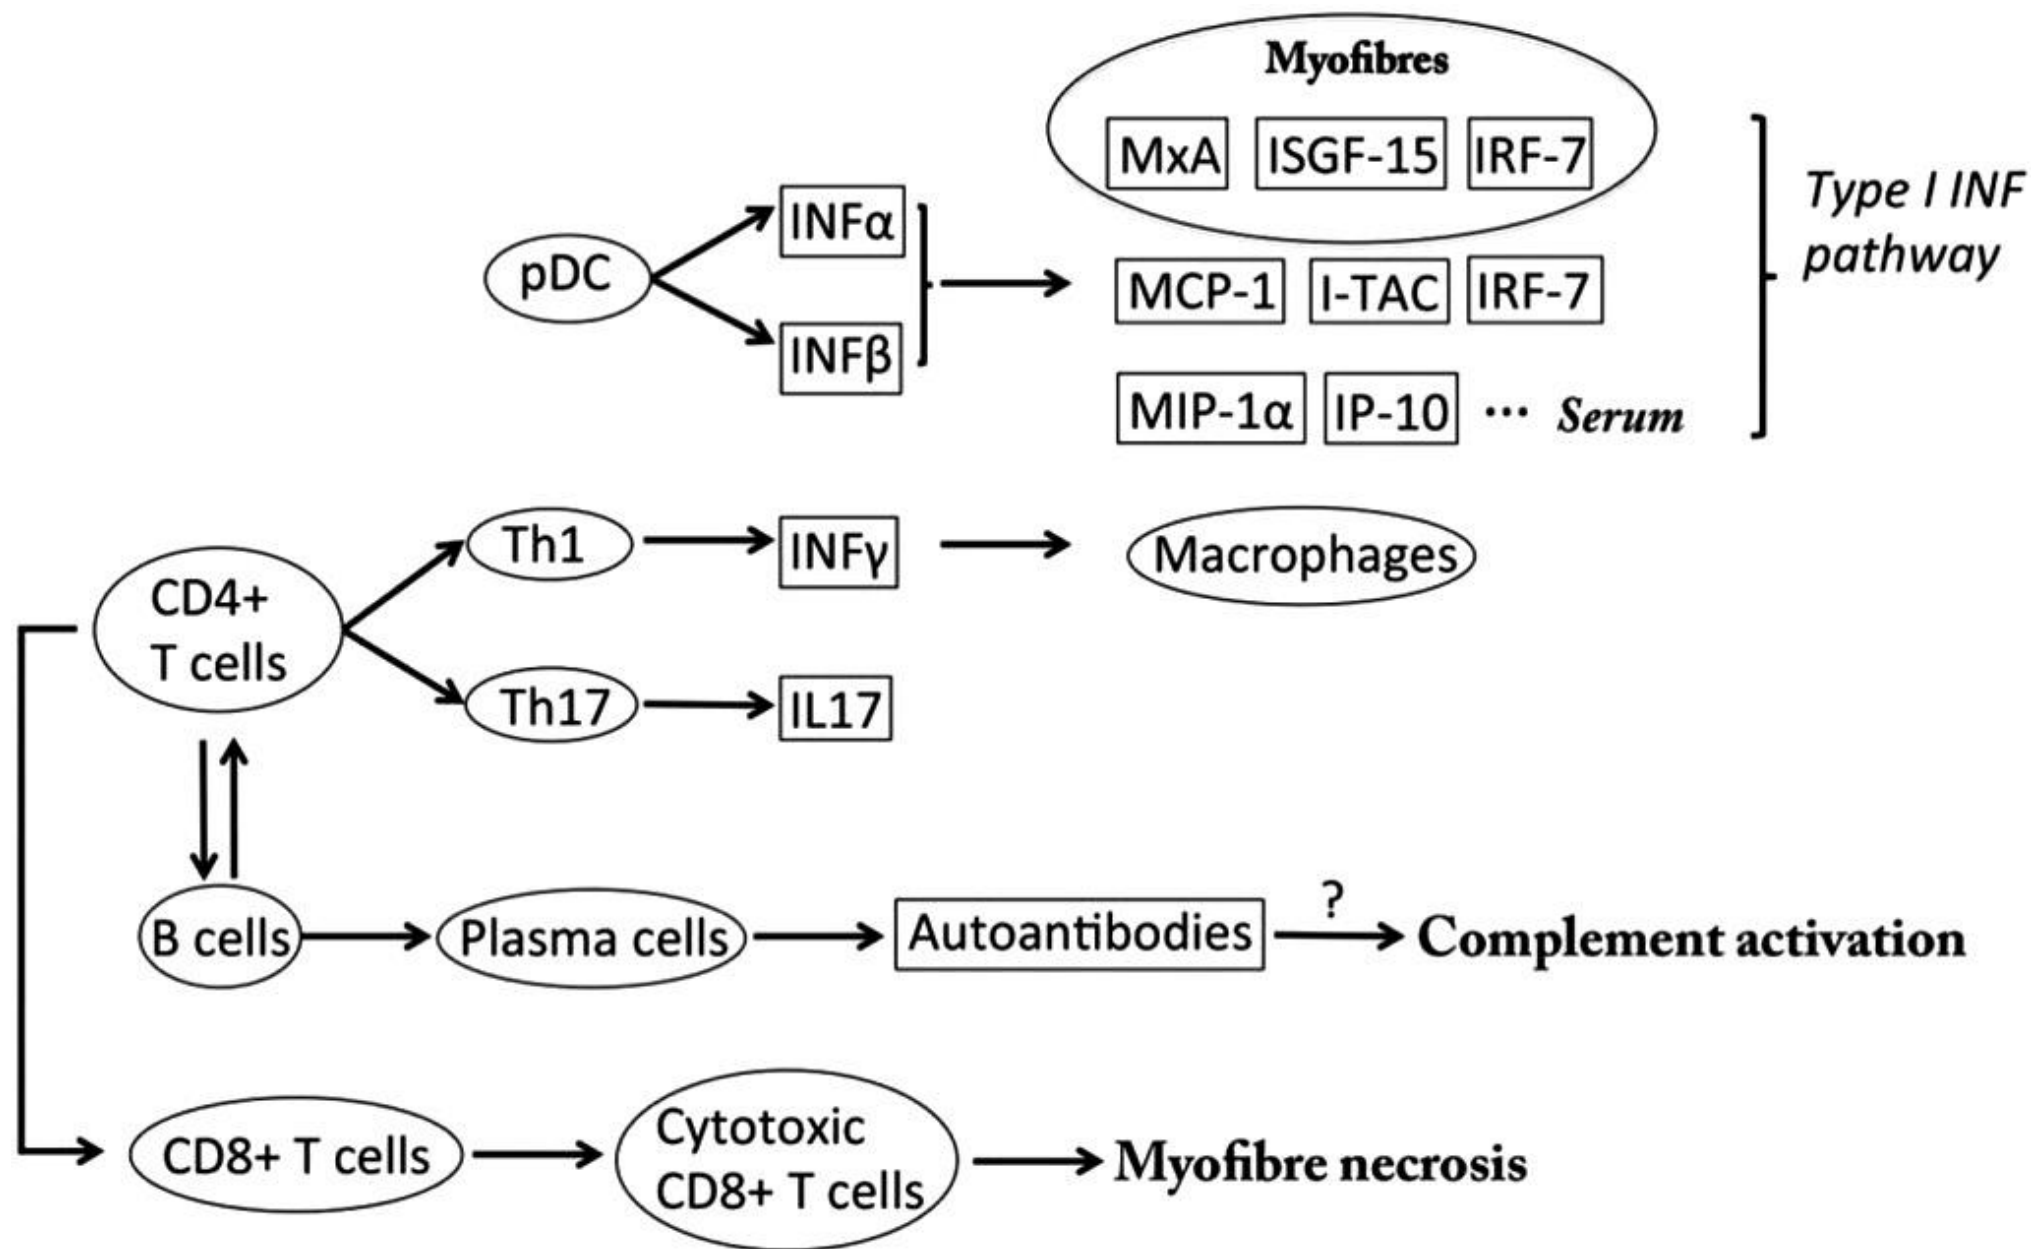 Myofibres
MxA ISGF-15 IRF-7
Type I INF
pathway
INFα
pDC
INFβ
MCP-1 I-TAC IRF-7
MIP-1α IP-10 ... Serum
Th1 INFγ Macrophages
CD4+
T cells
Th17 IL17
B cells Plasma cells Autoantibodies ? Complement activation
CD8+ T cells
Cytotoxic
CD8+ T cells
Myofibre necrosis